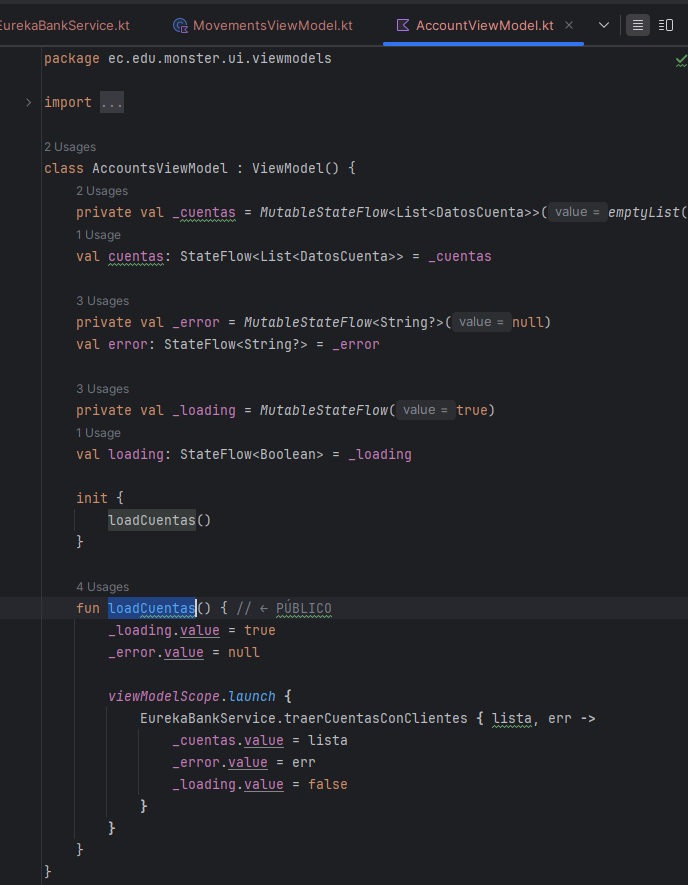 EurekaBankService.kt MovementsViewModel.kt AccountViewModel.kt
package ec.edu.monster.ui.viewmodels
import ...
2 Usages
class AccountsViewModel : ViewModel() {
2 Usages
private val _cuentas = MutableStateFlow<List<DatosCuenta>>( value = emptyList(
1 Usage
val cuentas: StateFlow<List<DatosCuenta>> = _cuentas
3 Usages
private val _error = MutableStateFlow<String?>( value = null)
val error: StateFlow<String?> = _error
3 Usages
private val _loading = MutableStateFlow( value = true)
1 Usage
val loading: StateFlow<Boolean> = _loading
init {
loadCuentas()
}
4 Usages
fun loadCuentas() { // ← PÚBLICO
_loading.value = true
_error.value = null
viewModelScope.launch {
EurekaBankService.traerCuentasConClientes { lista, err ->
_cuentas.value = lista
_error.value = err
_loading.value = false
}
}
}
}